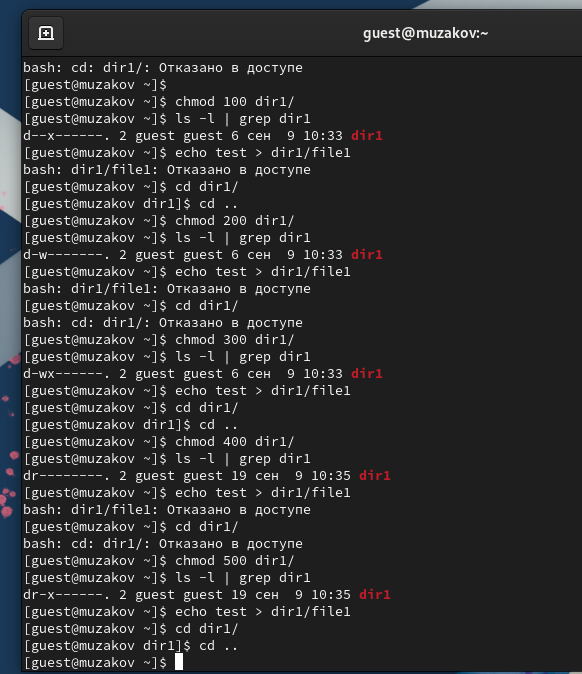 guest@muzakov:~
bash: cd: dir1/: Отказано в доступе
[guest@muzakov ~]$
[guest@muzakov ~]$ chmod 100 dir1/
[guest@muzakov ~]$ ls -l | grep dir1
d--x------. 2 guest guest 6 сен  9 10:33 dir1
[guest@muzakov ~]$ echo test > dir1/file1
bash: dir1/file1: Отказано в доступе
[guest@muzakov ~]$ cd dir1/
[guest@muzakov dir1]$ cd ..
[guest@muzakov ~]$ chmod 200 dir1/
[guest@muzakov ~]$ ls -l | grep dir1
d-w-------. 2 guest guest 6 сен  9 10:33 dir1
[guest@muzakov ~]$ echo test > dir1/file1
bash: dir1/file1: Отказано в доступе
[guest@muzakov ~]$ cd dir1/
bash: cd: dir1/: Отказано в доступе
[guest@muzakov ~]$ chmod 300 dir1/
[guest@muzakov ~]$ ls -l | grep dir1
d-wx------. 2 guest guest 6 сен  9 10:33 dir1
[guest@muzakov ~]$ echo test > dir1/file1
[guest@muzakov ~]$ cd dir1/
[guest@muzakov dir1]$ cd ..
[guest@muzakov ~]$ chmod 400 dir1/
[guest@muzakov ~]$ ls -l | grep dir1
dr--------. 2 guest guest 19 сен  9 10:35 dir1
[guest@muzakov ~]$ echo test > dir1/file1
bash: dir1/file1: Отказано в доступе
[guest@muzakov ~]$ cd dir1/
bash: cd: dir1/: Отказано в доступе
[guest@muzakov ~]$ chmod 500 dir1/
[guest@muzakov ~]$ ls -l | grep dir1
dr-x------. 2 guest guest 19 сен  9 10:35 dir1
[guest@muzakov ~]$ echo test > dir1/file1
[guest@muzakov ~]$ cd dir1/
[guest@muzakov dir1]$ cd ..
[guest@muzakov ~]$